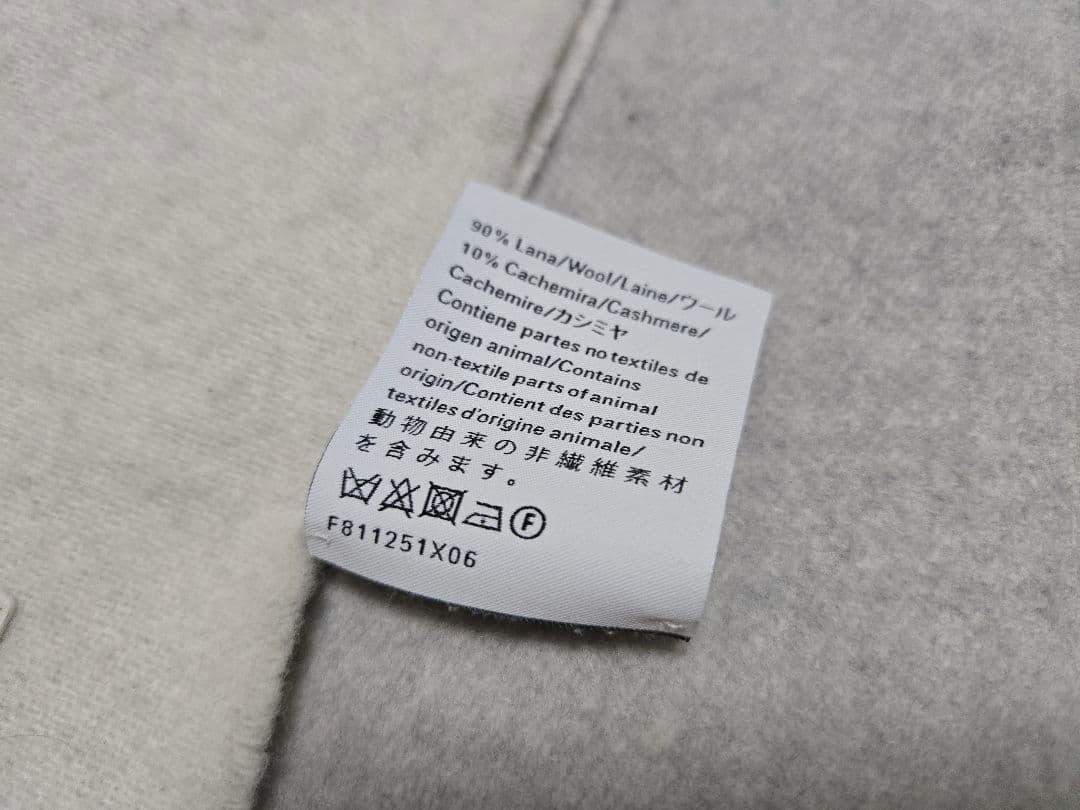 90% Lana/Wool/Laine/ウール
10% Cachemira/Cashmere/
Cachemire/カシミヤ
Contiene partes no textiles de
origen animal/Contains
non-textile parts of animal
origin/Contient des parties non
textiles d'origine animale/
動物由来の非繊維素材
を含みます。
F
F811251X06